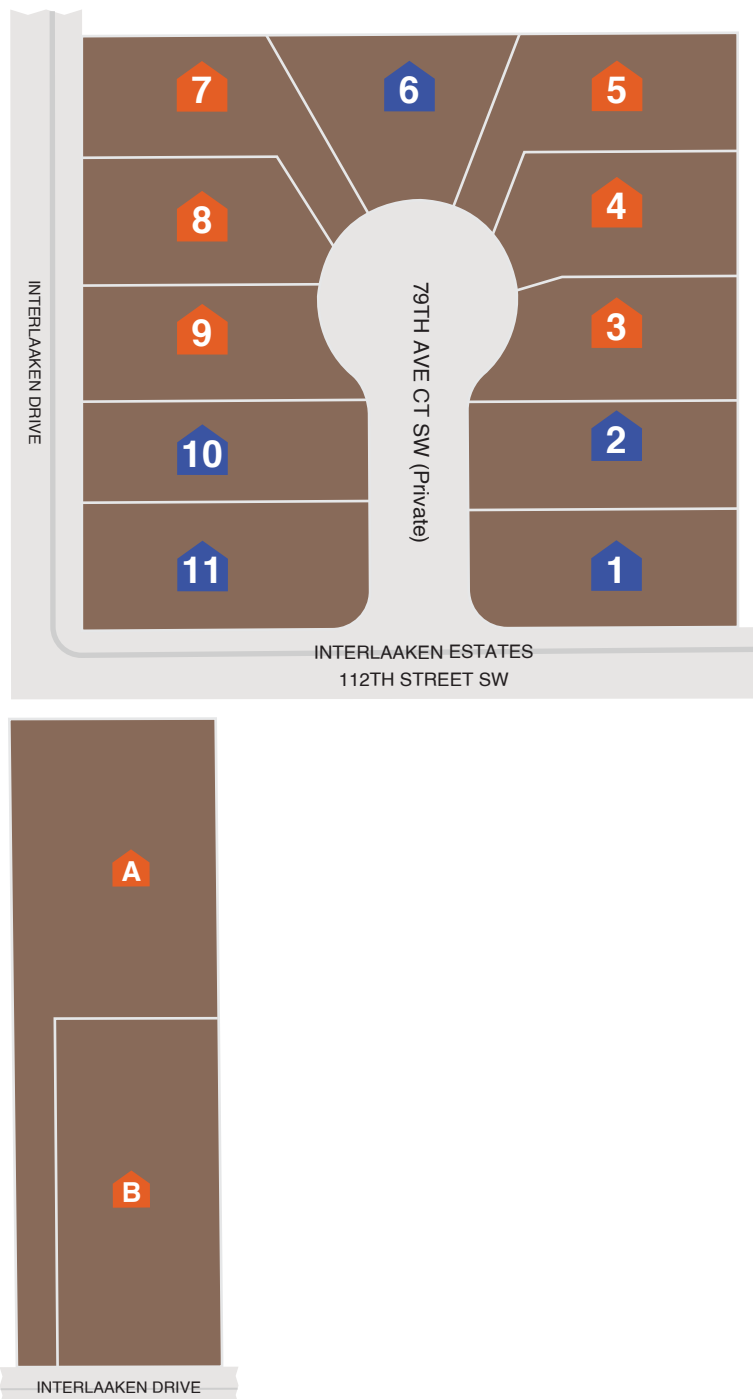 7
6
5
8
4
9
3
10
2
11
1
INTERLAAKEN DRIVE
79TH AVE CT SW (Private)
INTERLAAKEN ESTATES
112TH STREET SW
A
B
INTERLAAKEN DRIVE